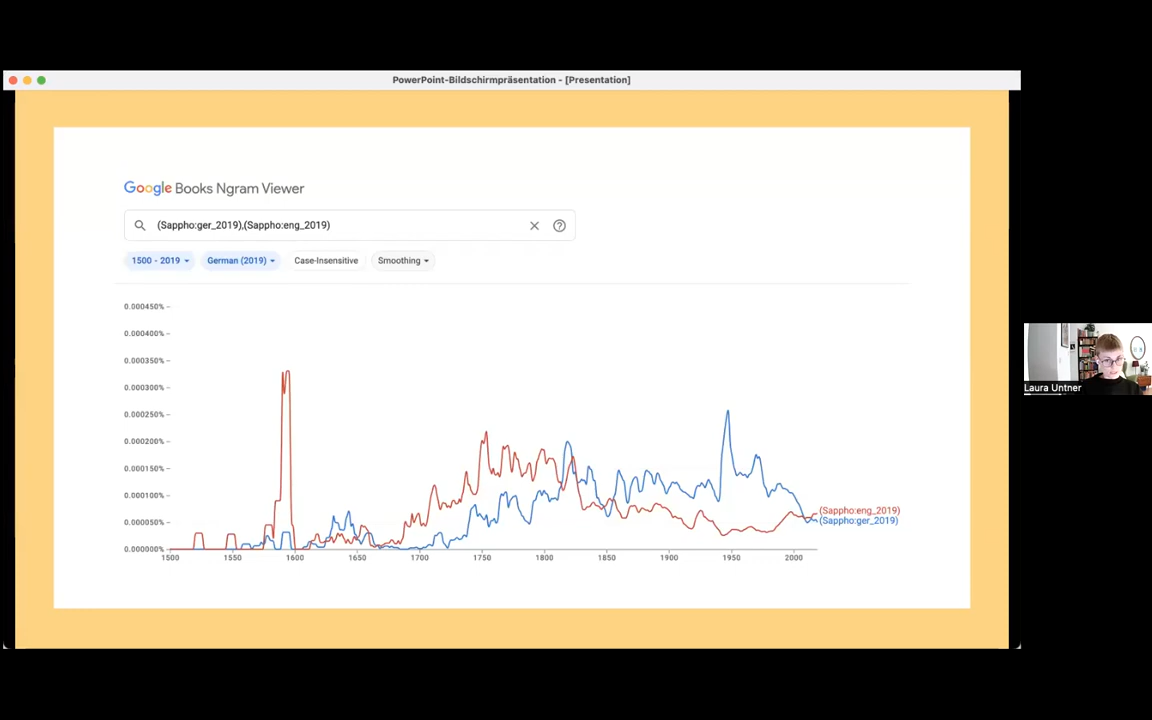 PowerPoint-Bildschirmpräsentation - [Presentation]
Google Books Ngram Viewer
(Sappho:ger_2019),(Sappho:eng_2019)
1500 - 2019
German (2019)
Case-Insensitive
Smoothing
0.000450%
0.000400%
0.000350%
0.000300%
0.000250%
0.000200%
0.000150%
0.000100%
0.000050%
0.000000%
1500 1550 1600 1650 1700 1750 1800 1850 1900 1950 2000
(Sappho:eng_2019)
(Sappho:ger_2019)
Laura Untner